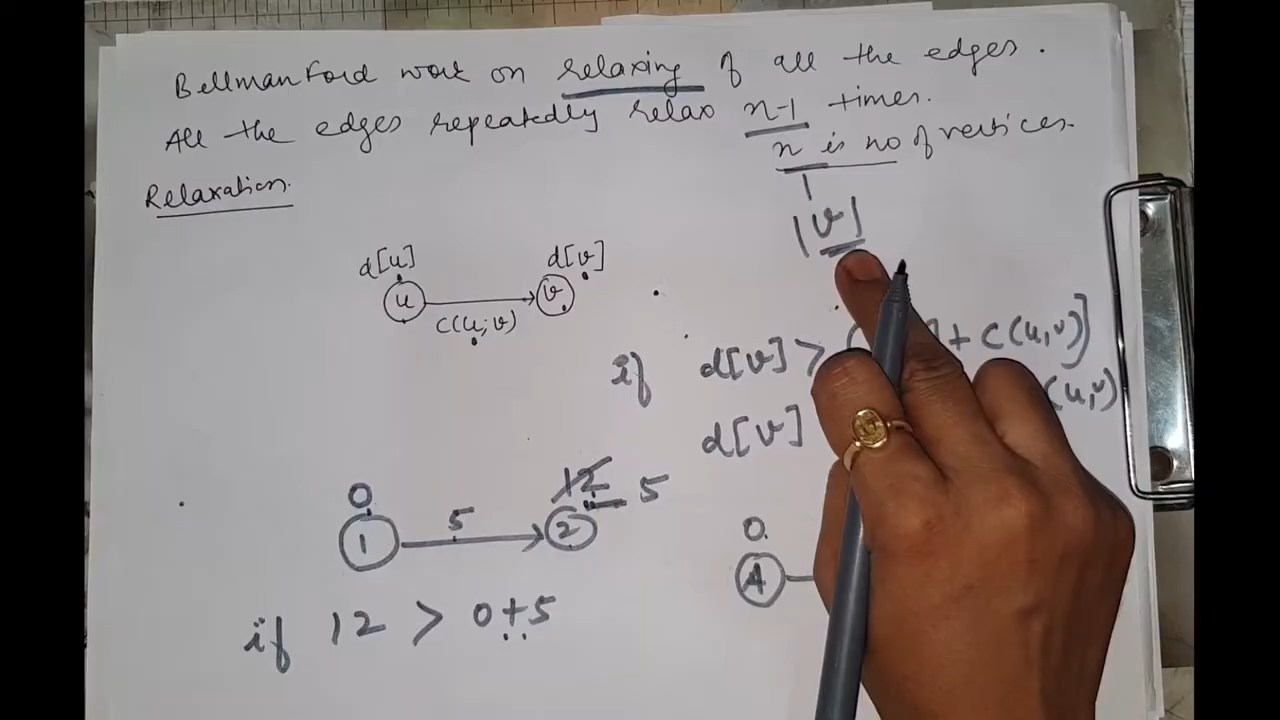 BellmanFord work on relaxing of all the edges.
All the edges repeatedly relax n-1 times.
n is no of vertices.
Relaxation.
|v|
d[u] d[v]
u v
c(u,v)
if d[v] > ] + c(u,v)]
d[v] (u,v)
0 12 5
1 5 2
0.
A
if 12 > 0+5